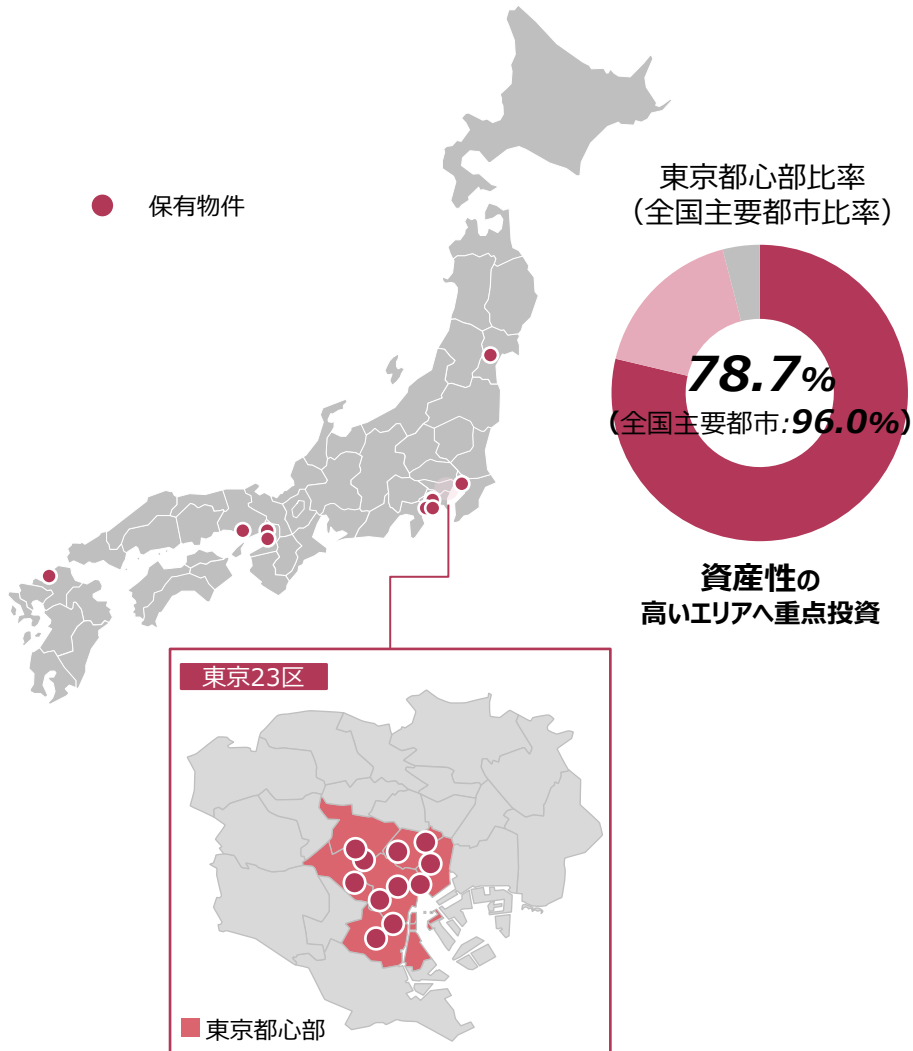 保有物件
東京都心部比率
（全国主要都市比率）
78.7%
（全国主要都市:96.0%）
資産性の
高いエリアへ重点投資
東京23区
東京都心部